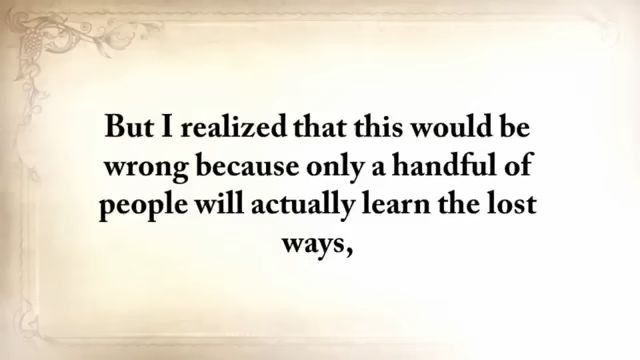 But I realized that this would be
wrong because only a handful of
people will actually learn the lost
ways,